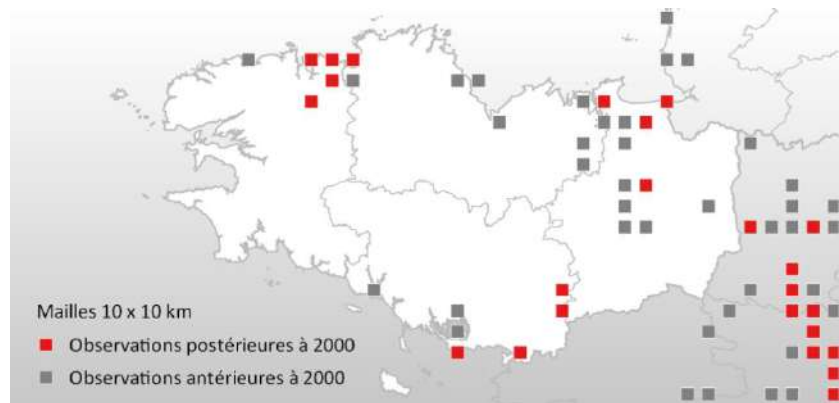 Mailles 10 x 10 km
Observations postérieures à 2000
Observations antérieures à 2000